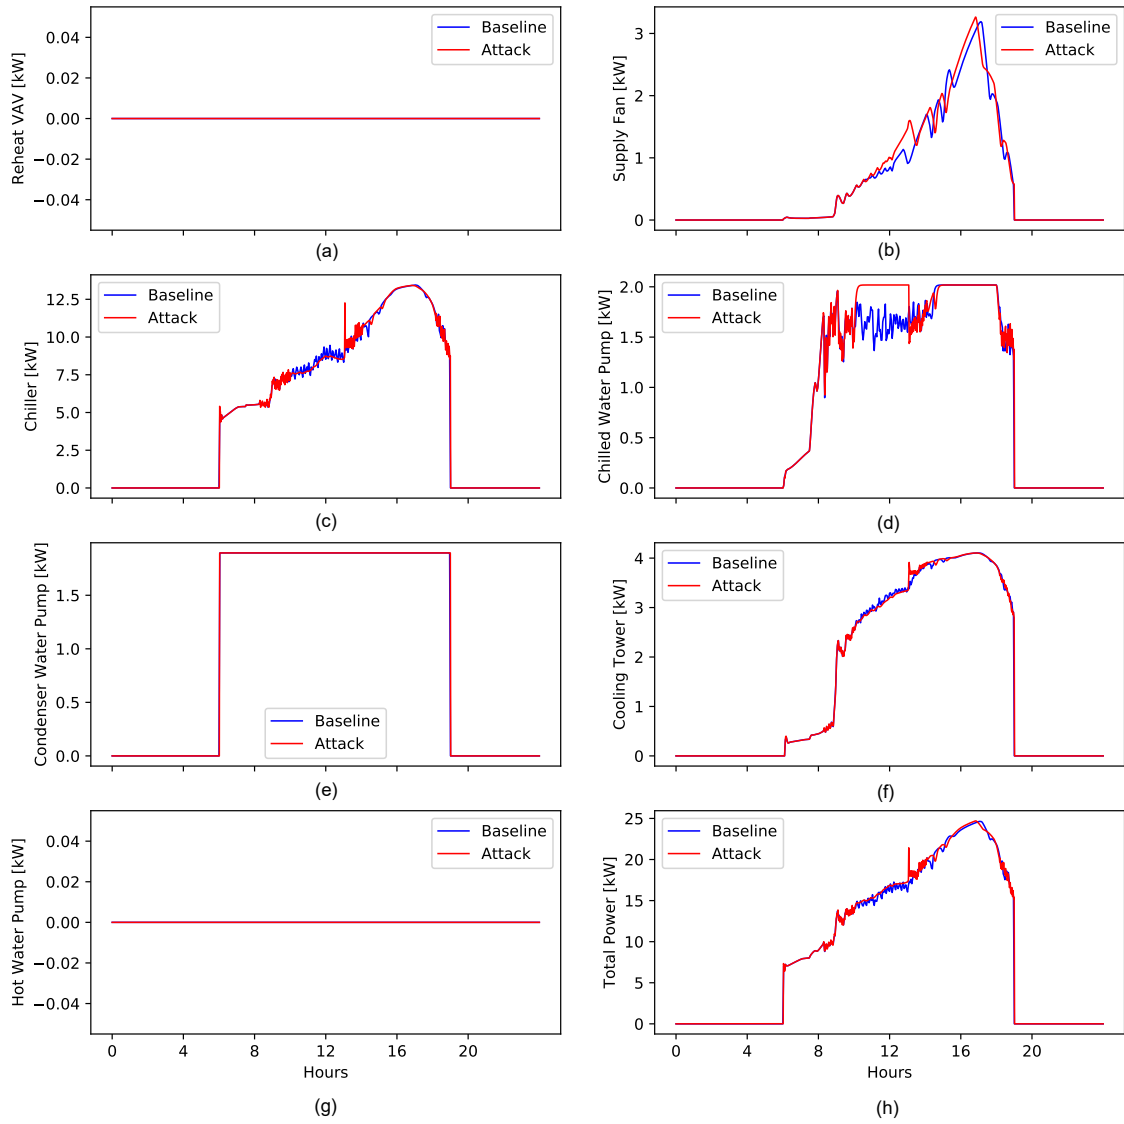 Reheat VAV [kW]
0.04
0.02
0.00
−0.02
−0.04
Baseline
Attack
(a)
Supply Fan [kW]
3
2
1
0
Baseline
Attack
(b)
Chiller [kW]
12.5
10.0
7.5
5.0
2.5
0.0
Baseline
Attack
(c)
Chilled Water Pump [kW]
2.0
1.5
1.0
0.5
0.0
Baseline
Attack
(d)
Condenser Water Pump [kW]
1.5
1.0
0.5
0.0
Baseline
Attack
(e)
Cooling Tower [kW]
4
3
2
1
0
Baseline
Attack
(f)
Hot Water Pump [kW]
0.04
0.02
0.00
−0.02
−0.04
Baseline
Attack
0 4 8 12 16 20
Hours
(g)
Total Power [kW]
25
20
15
10
5
0
Baseline
Attack
0 4 8 12 16 20
Hours
(h)